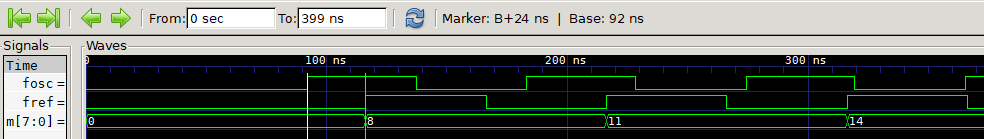 From: 0 sec To: 399 ns Marker: B+24 ns | Base: 92 ns
Signals Waves
Time 0 100 ns 200 ns 300 ns
fosc =
fref =
m[7:0] = 0 8 11 14